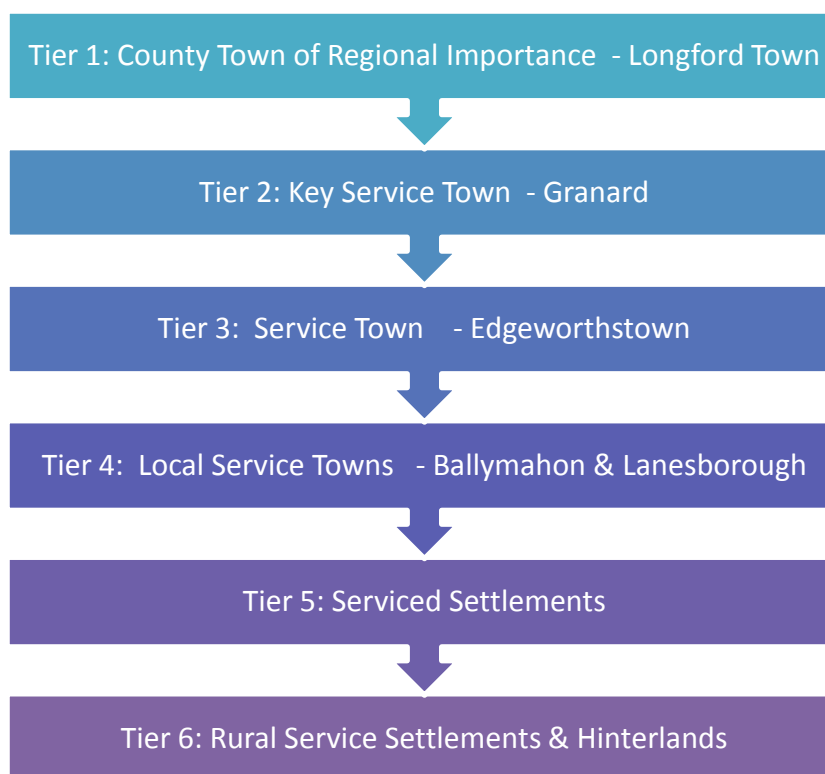 Tier 1: County Town of Regional Importance - Longford Town
Tier 2: Key Service Town - Granard
Tier 3: Service Town - Edgeworthstown
Tier 4: Local Service Towns - Ballymahon & Lanesborough
Tier 5: Serviced Settlements
Tier 6: Rural Service Settlements & Hinterlands